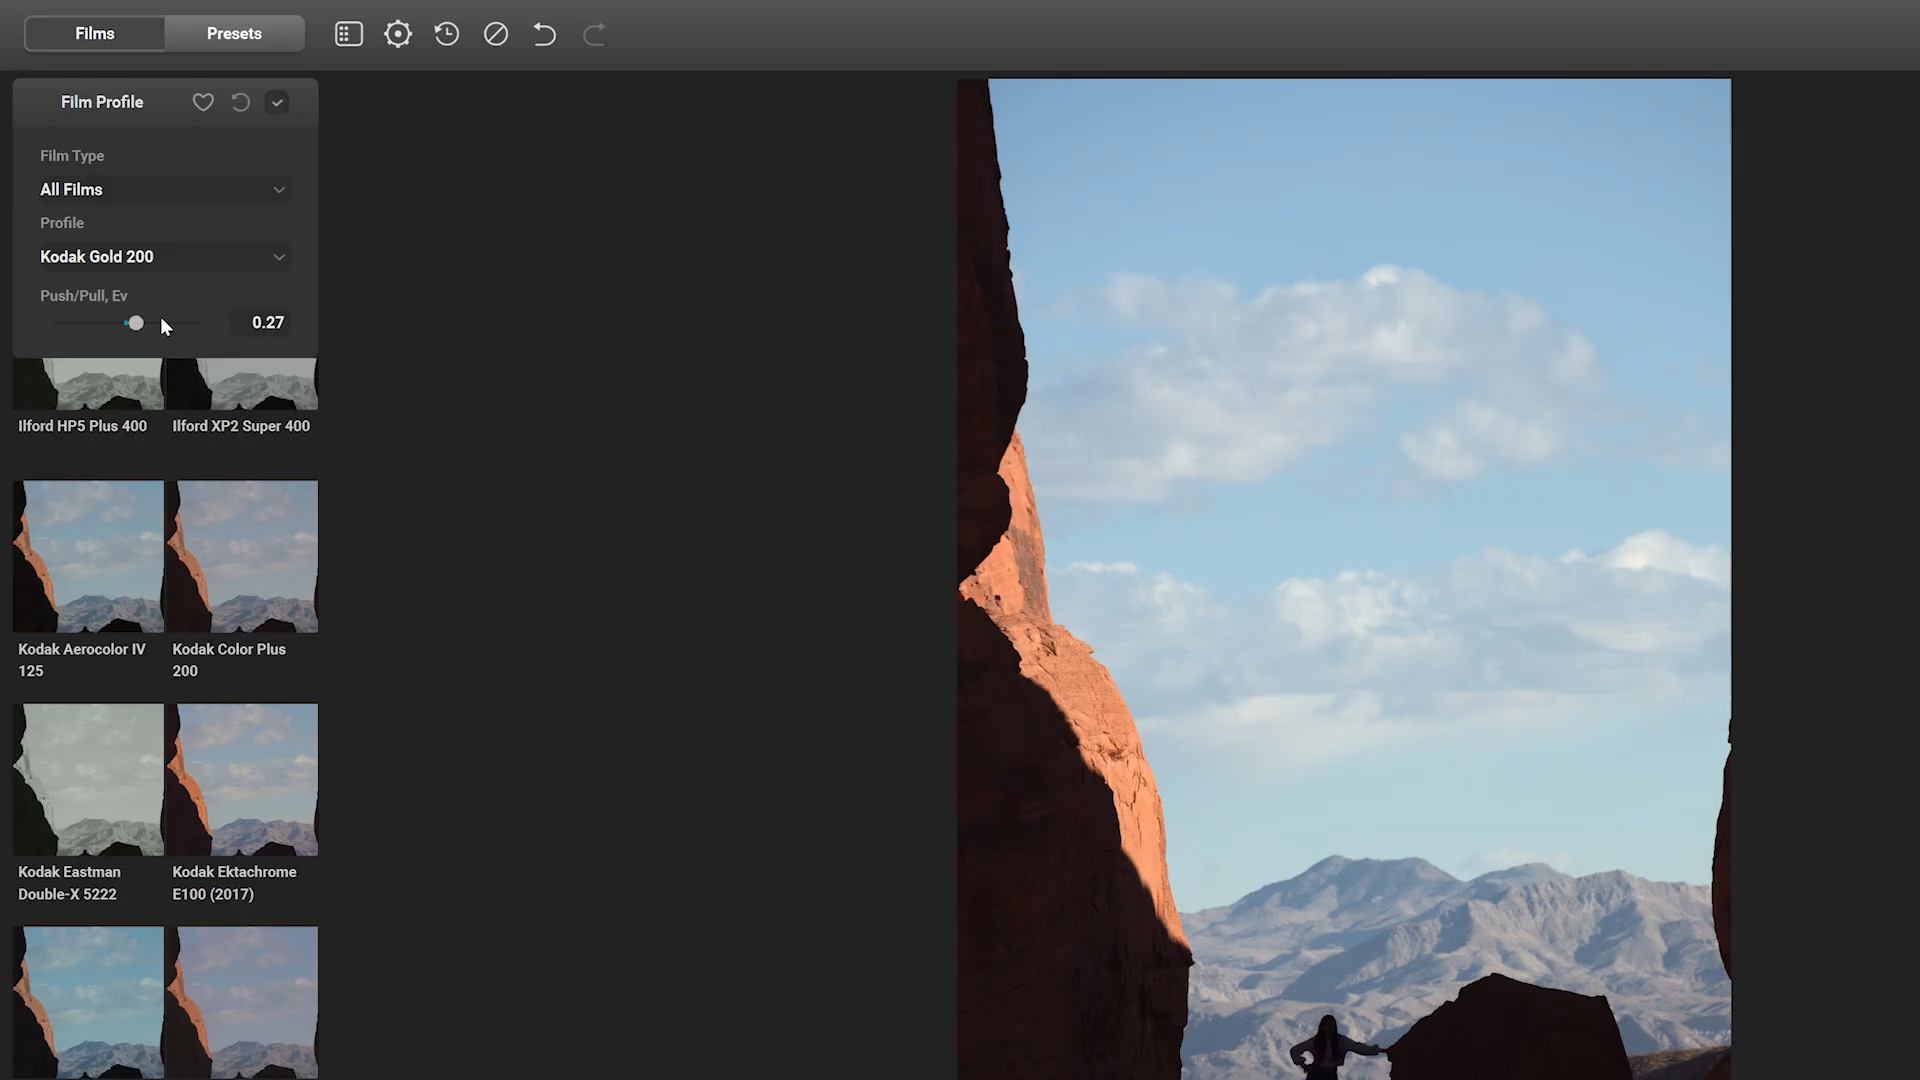 Films
Presets
Film Profile
Film Type
All Films
Profile
Kodak Gold 200
Push/Pull, Ev
0.27
Ilford HP5 Plus 400
Ilford XP2 Super 400
Kodak Aerocolor IV
125
Kodak Color Plus
200
Kodak Eastman
Double-X 5222
Kodak Ektachrome
E100 (2017)